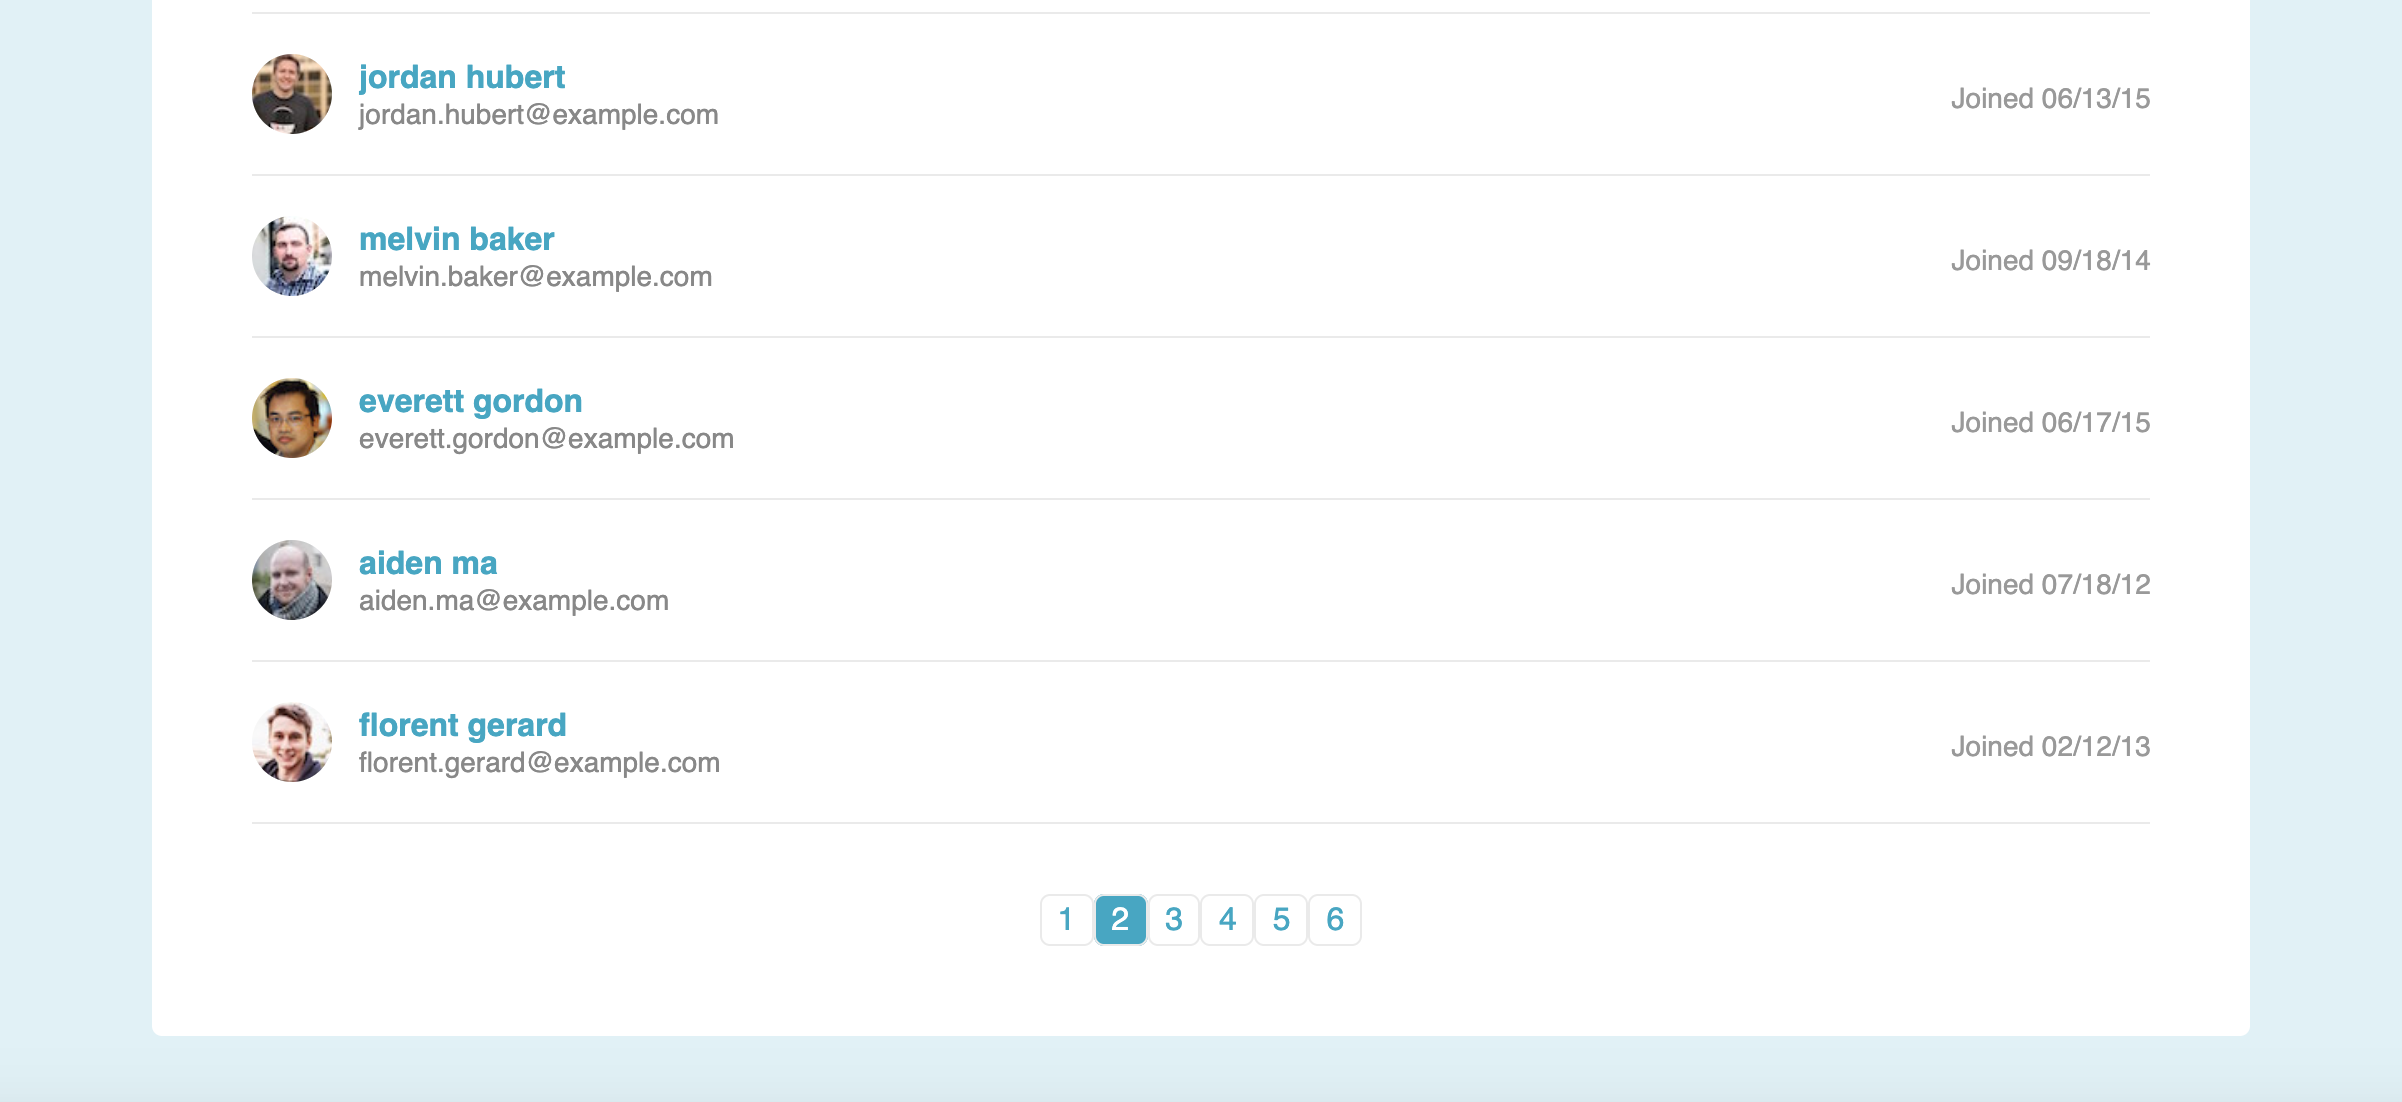 jordan hubert
jordan.hubert@example.com
Joined 06/13/15
melvin baker
melvin.baker@example.com
Joined 09/18/14
everett gordon
everett.gordon@example.com
Joined 06/17/15
aiden ma
aiden.ma@example.com
Joined 07/18/12
florent gerard
florent.gerard@example.com
Joined 02/12/13
1 2 3 4 5 6